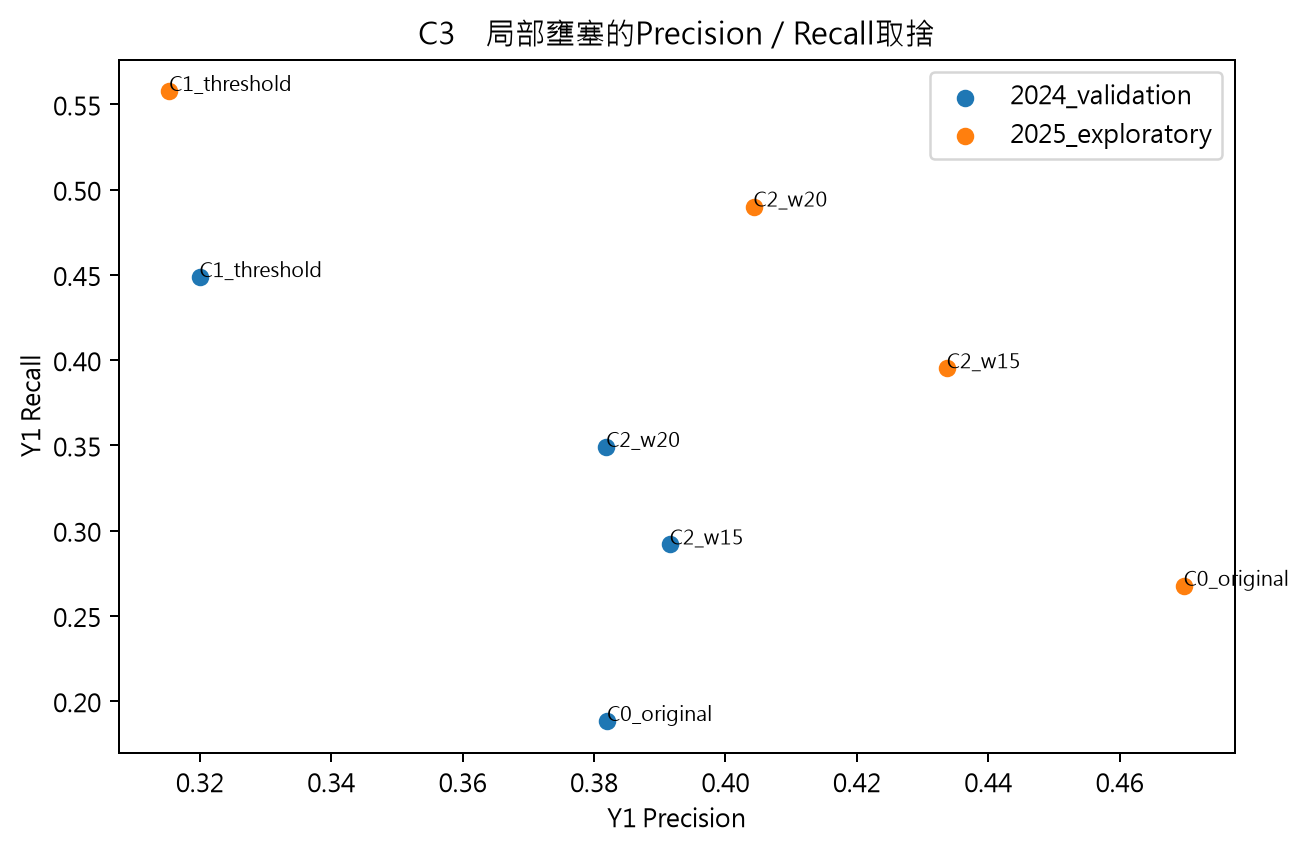 C3　局部壅塞的Precision / Recall取捨
2024_validation
2025_exploratory
C1_threshold
C2_w20
C1_threshold
C2_w15
C2_w20
C2_w15
C0_original
C0_original
Y1 Recall
0.55
0.50
0.45
0.40
0.35
0.30
0.25
0.20
0.32 0.34 0.36 0.38 0.40 0.42 0.44 0.46
Y1 Precision